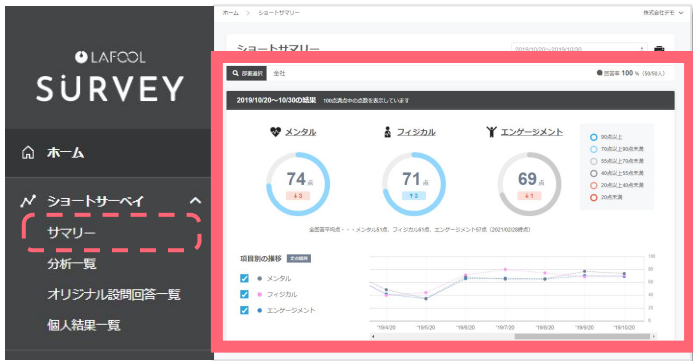 LAFOOL
SURVEY
ホーム
ショートサーベイ
サマリー
分析一覧
オリジナル設問回答一覧
個人結果一覧
ホーム > ショートサマリー
株式会社デモ
ショートサマリー
2019/10/20~2019/10/30
部署選択 全社
回答率 100 % (50/50人)
2019/10/20~10/30の結果 100点満点中の点数を表示しています
メンタル フィジカル エンゲージメント
74点 71点 69点
↓3 ↑2 ↓1
90点以上
70点以上90点未満
55点以上70点未満
40点以上55点未満
20点以上40点未満
20点未満
全回答平均点・・・メンタル51点、フィジカル61点、エンゲージメント57点 (2021/02/28時点)
項目別の推移
メンタル
フィジカル
エンゲージメント
100
80
60
40
20
0
'19/4/20 '19/5/20 '19/6/20 '19/7/20 '19/8/20 '19/9/20 '19/10/20